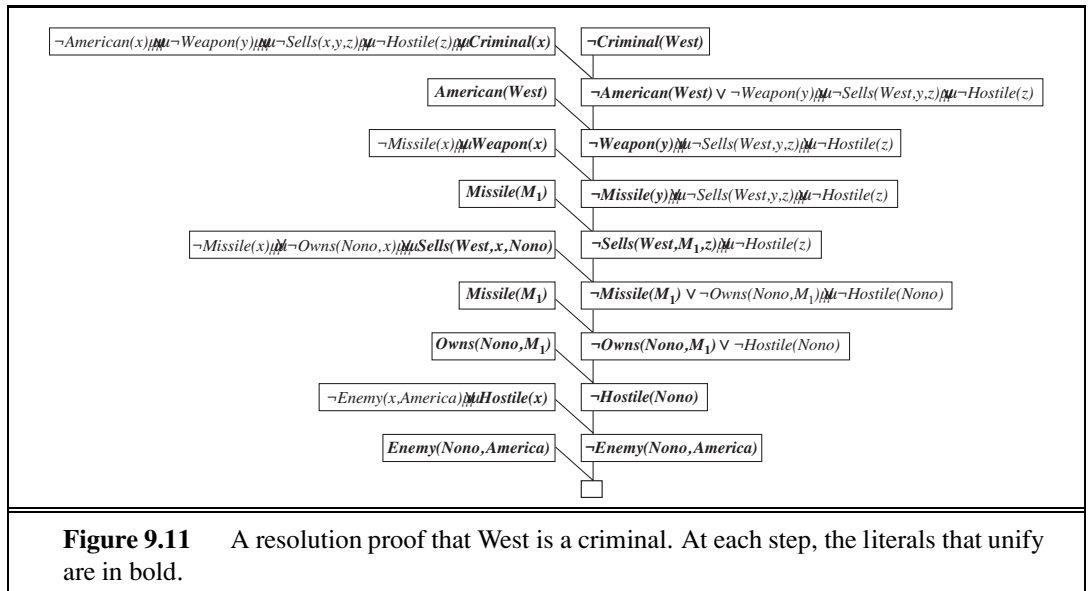 ¬American(x) ∨ ¬Weapon(y) ∨ ¬Sells(x,y,z) ∨ ¬Hostile(z) ∨ Criminal(x) ¬Criminal(West)
American(West) ¬American(West) ∨ ¬Weapon(y) ∨ ¬Sells(West,y,z) ∨ ¬Hostile(z)
¬Missile(x) ∨ Weapon(x) ¬Weapon(y) ∨ ¬Sells(West,y,z) ∨ ¬Hostile(z)
Missile(M₁) ¬Missile(y) ∨ ¬Sells(West,y,z) ∨ ¬Hostile(z)
¬Missile(x) ∨ ¬Owns(Nono,x) ∨ Sells(West,x,Nono) ¬Sells(West,M₁,z) ∨ ¬Hostile(z)
Missile(M₁) ¬Missile(M₁) ∨ ¬Owns(Nono,M₁) ∨ ¬Hostile(Nono)
Owns(Nono,M₁) ¬Owns(Nono,M₁) ∨ ¬Hostile(Nono)
¬Enemy(x,America) ∨ Hostile(x) ¬Hostile(Nono)
Enemy(Nono,America) ¬Enemy(Nono,America)
Figure 9.11 A resolution proof that West is a criminal. At each step, the literals that unify
are in bold.